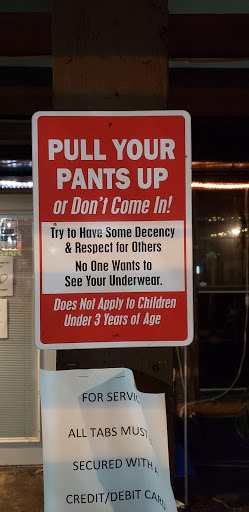 PULL YOUR
PANTS UP
or Don't Come In!
Try to Have Some Decency
& Respect for Others
No One Wants to
See Your Underwear.
Does Not Apply to Children
Under 3 Years of Age
FOR SERVIC
ALL TABS MUST
SECURED WITH A
CREDIT/DEBIT CARD